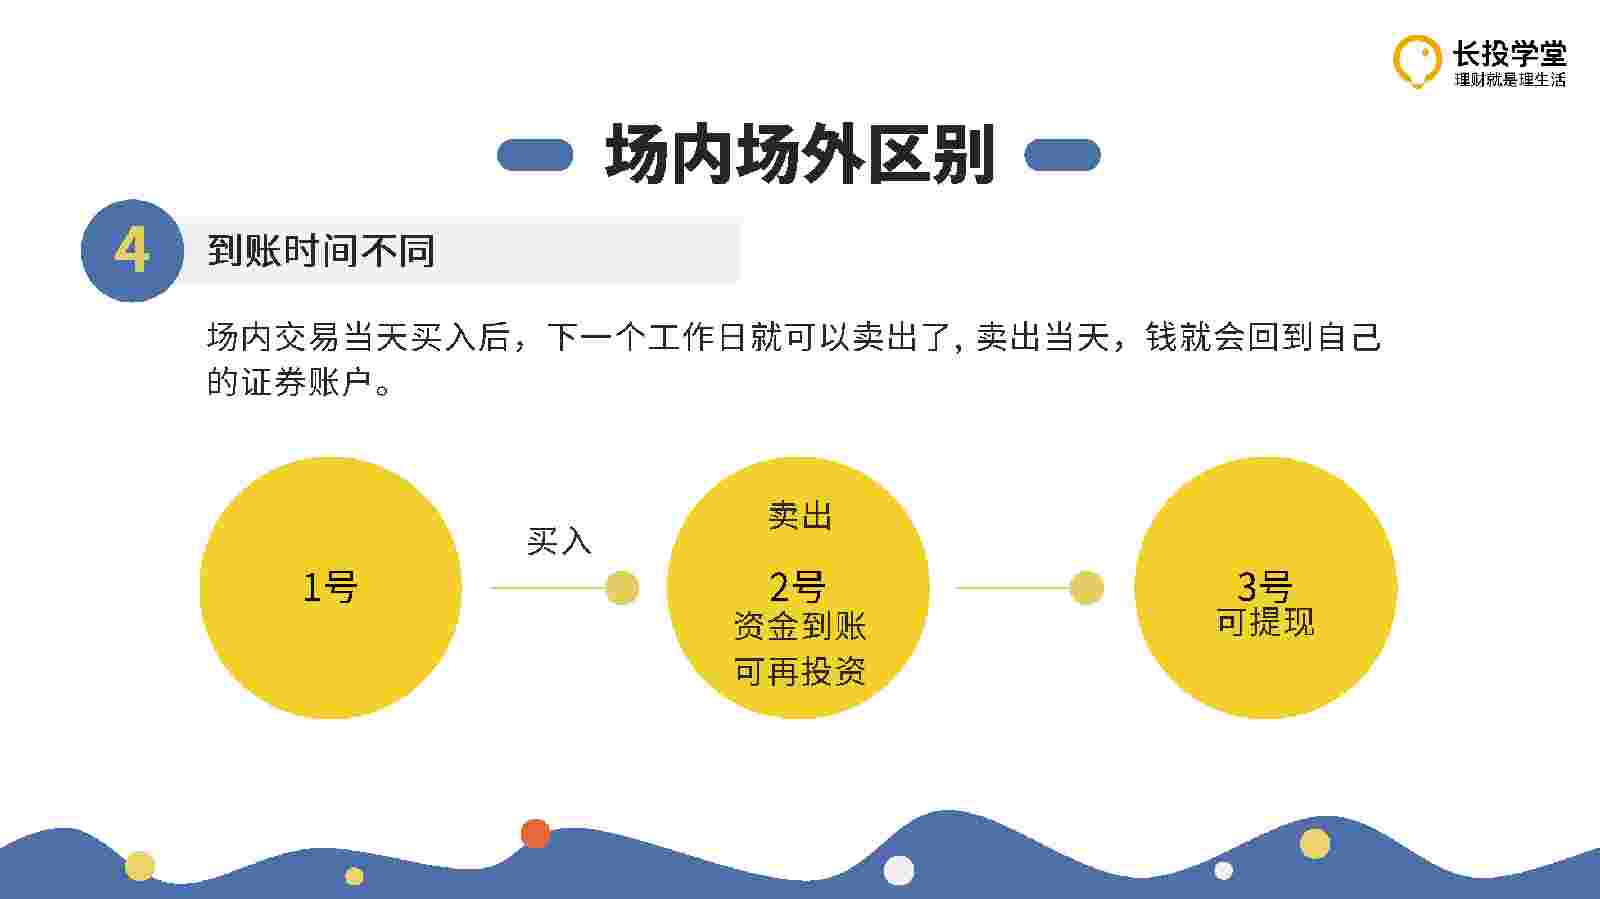 长投学堂
理财就是理生活
场内场外区别
4
到账时间不同
场内交易当天买入后，下一个工作日就可以卖出了, 卖出当天，钱就会回到自己
的证券账户。
1号
买入
卖出
2号
资金到账
可再投资
3号
可提现